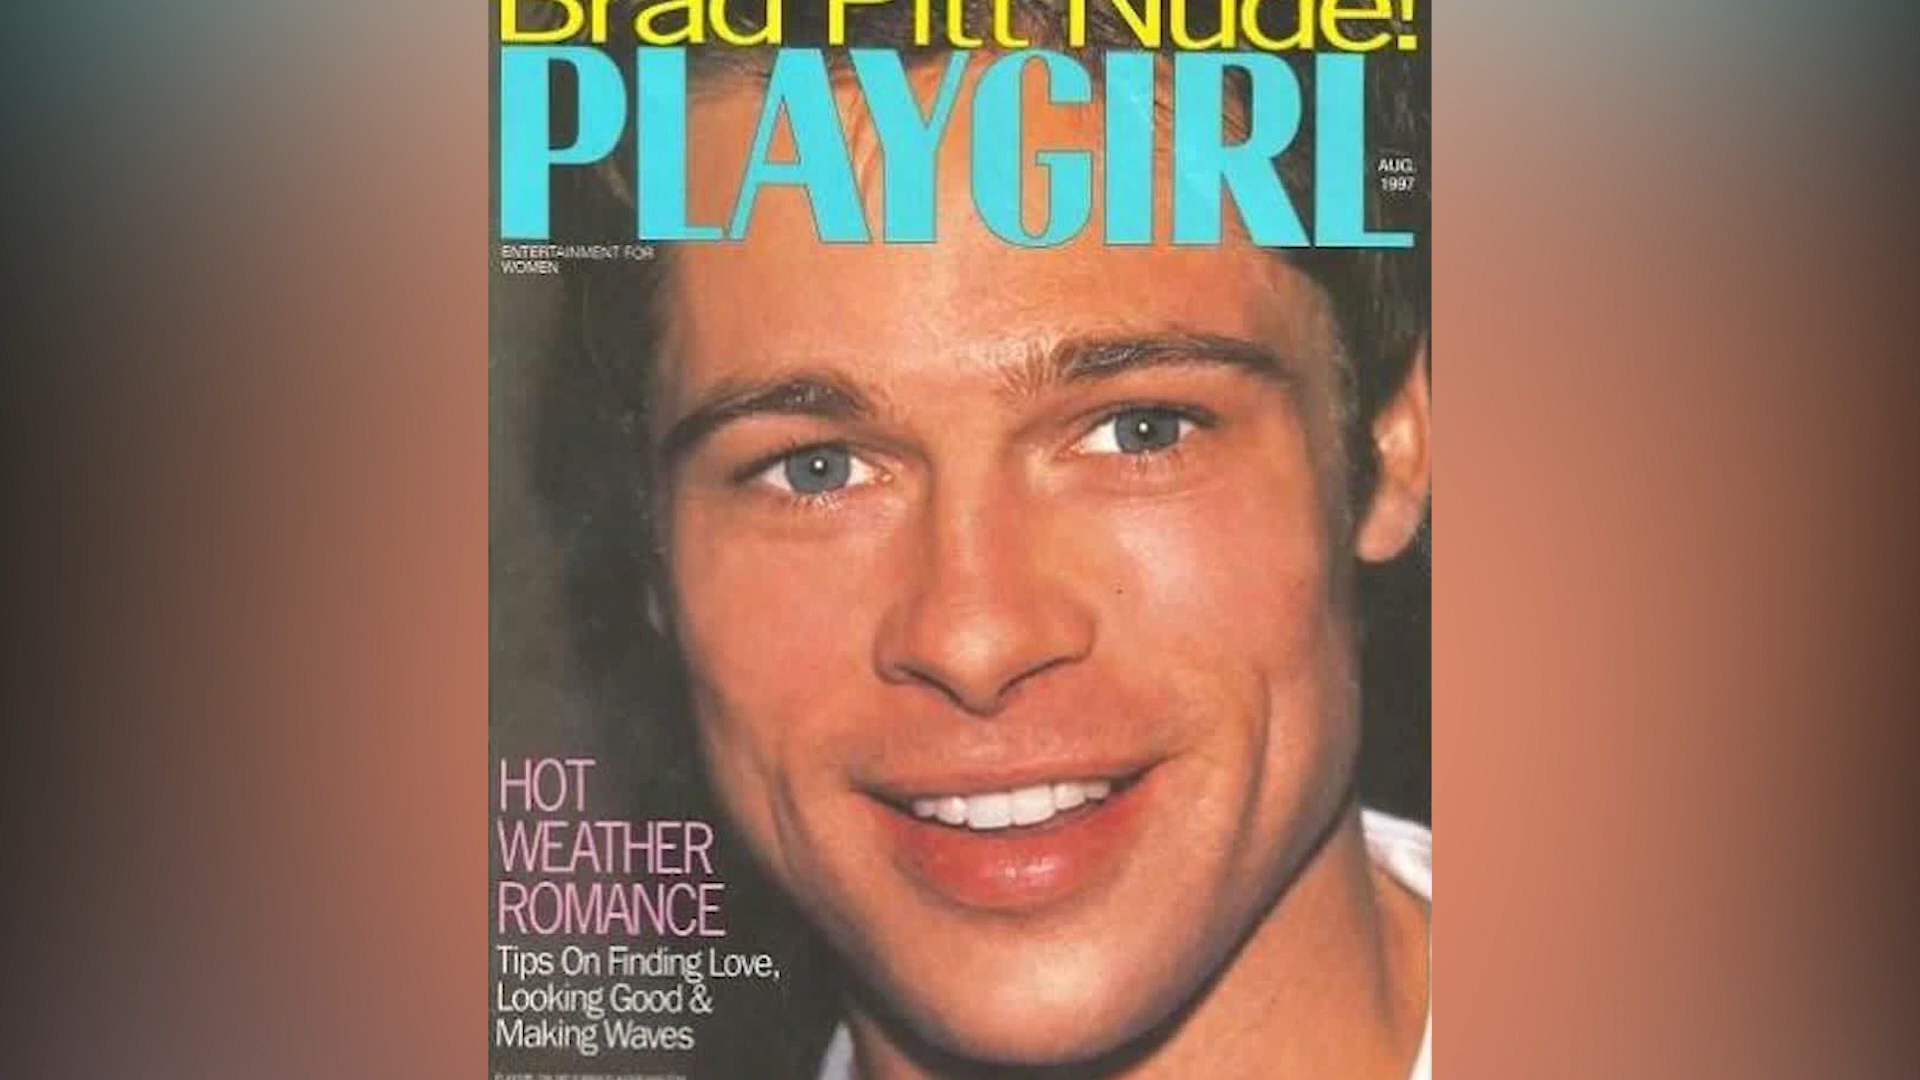 Brad Pitt Nude!
PLAYGIRL
AUG.
1997
ENTERTAINMENT FOR
WOMEN
HOT
WEATHER
ROMANCE
Tips On Finding Love,
Looking Good &
Making Waves